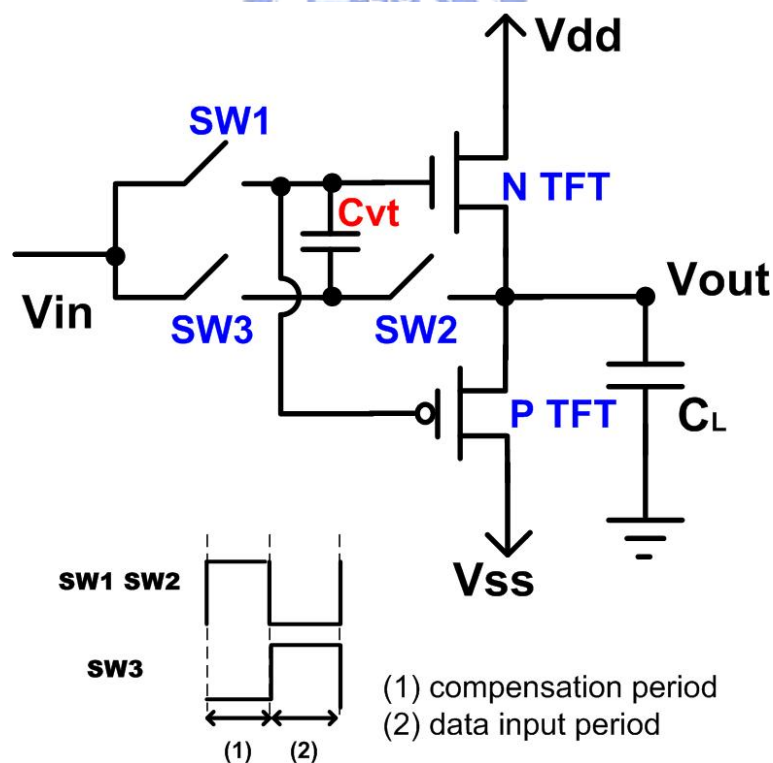 Vdd
SW1
N TFT
Cvt
Vin
SW3
SW2
Vout
P TFT
CL
Vss
SW1 SW2
SW3
(1) (2)
(1) compensation period
(2) data input period